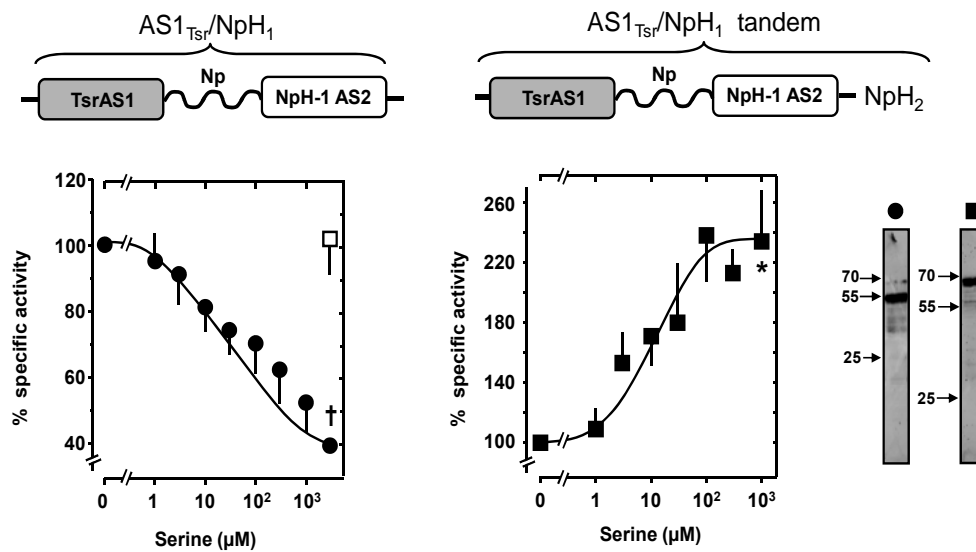 AS1Tsr/NpH1
TsrAS1 Np NpH-1 AS2
AS1Tsr/NpH1 tandem
TsrAS1 Np NpH-1 AS2 NpH2
% specific activity
120
100
80
60
40
†
0 1 10 10² 10³
Serine (µM)
% specific activity
260
220
180
140
100
*
0 1 10 10² 10³
Serine (µM)
70
55
25
70
55
25